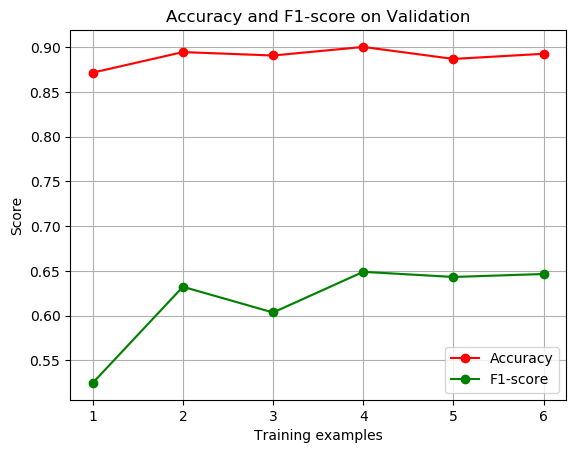 Accuracy and F1-score on Validation
0.90
0.85
0.80
0.75
0.70
0.65
0.60
0.55
Score
1 2 3 4 5 6
Training examples
Accuracy
F1-score